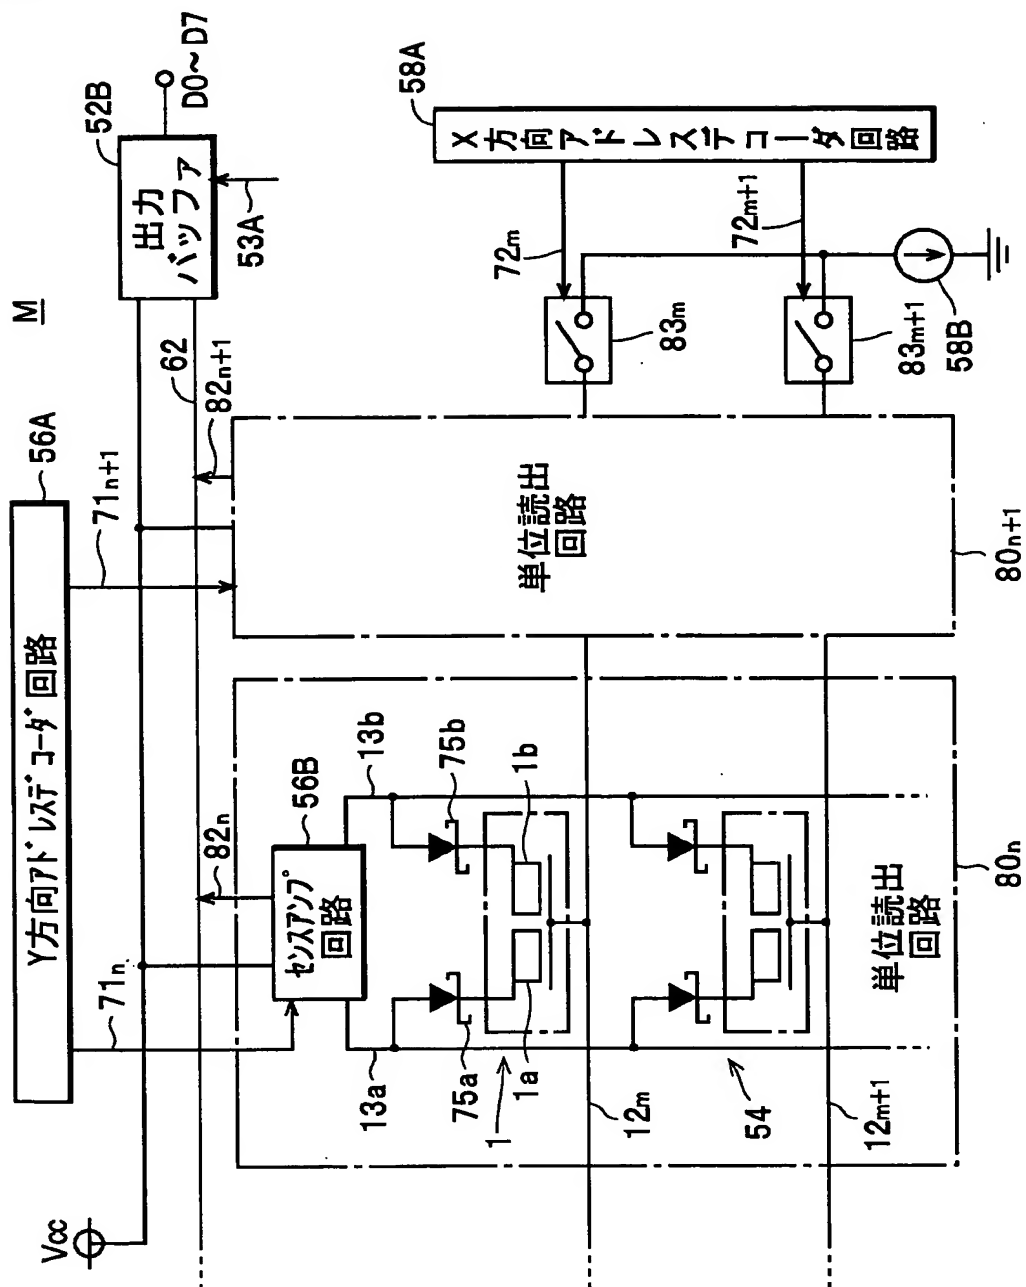 Vcc
M
Y方向アドレスデコーダ回路
56A
71n
71n+1
62
82n
82n+1
52B
出力
バッファ
D0~D7
53A
センスアンプ
回路
56B
13a
13b
75a
75b
1a
1b
1
12m
54
12m+1
単位読出
回路
80n
単位読出
回路
80n+1
X方向アドレスデコーダ回路
58A
72m
72m+1
83m
83m+1
58B